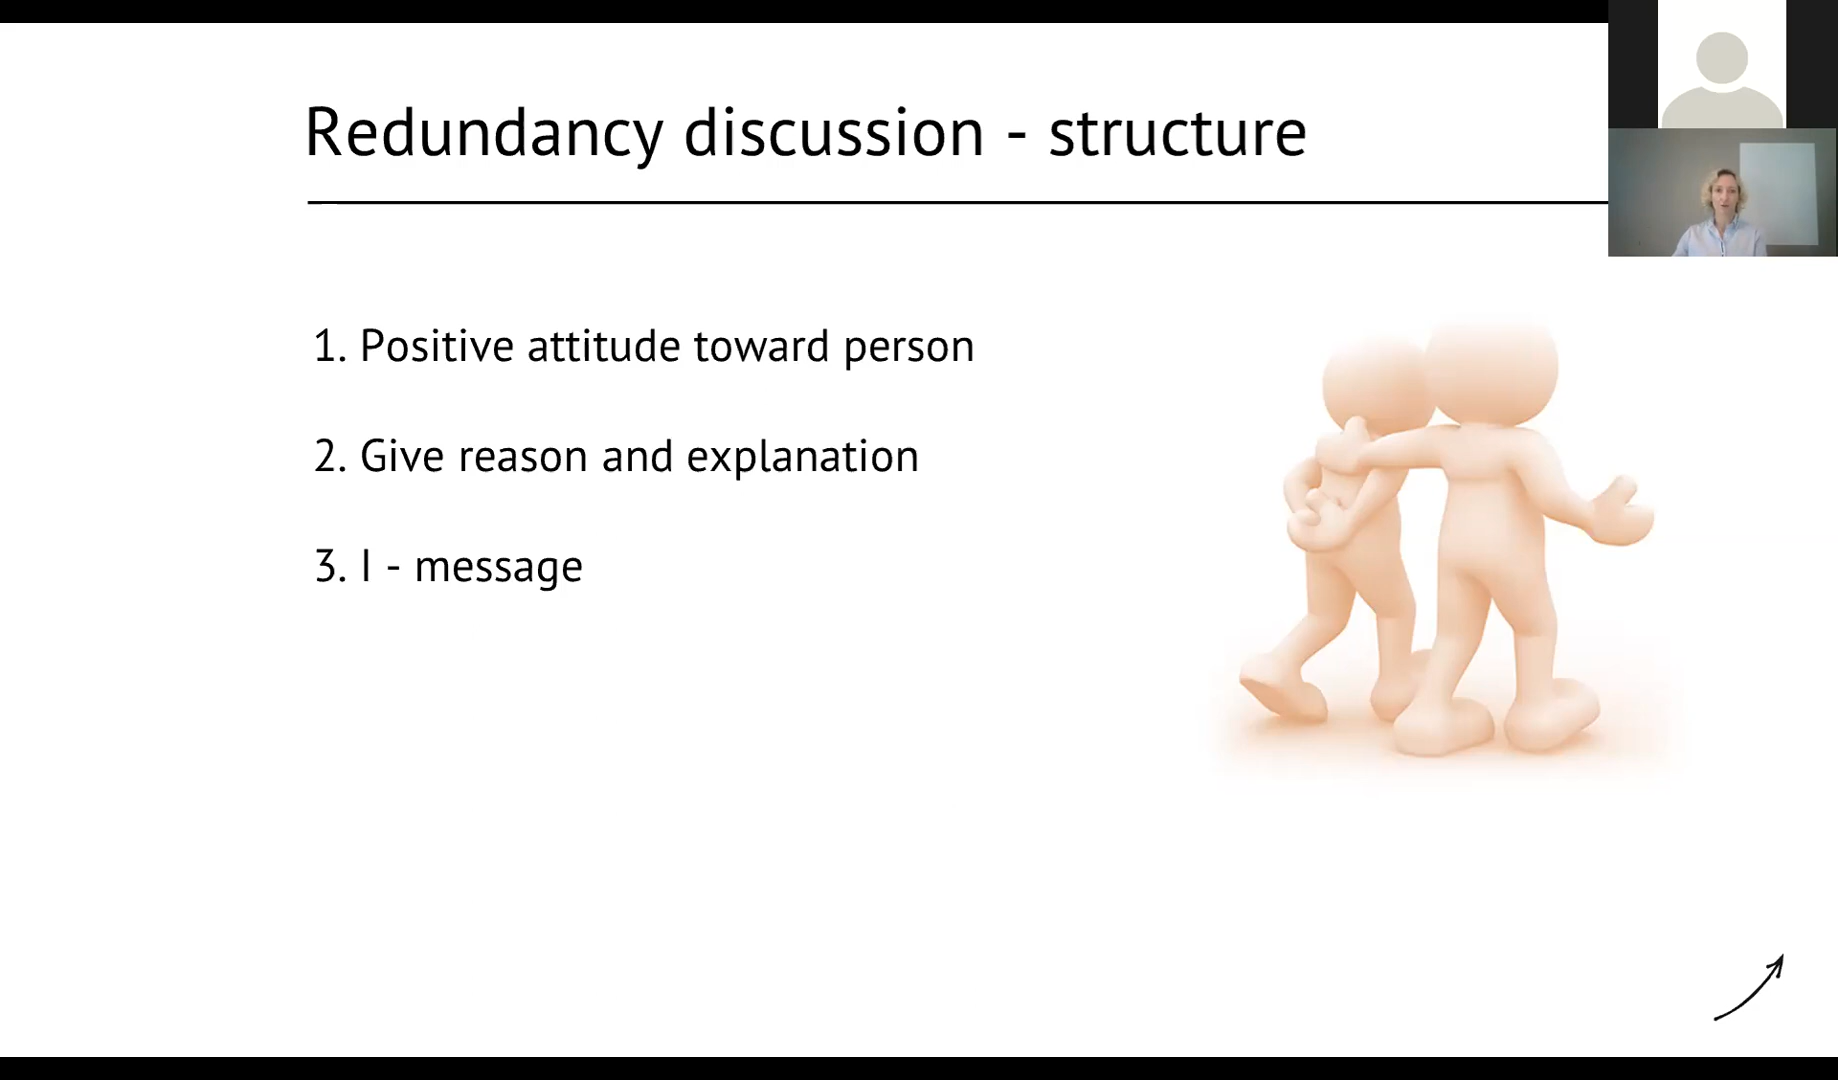 Redundancy discussion - structure
1. Positive attitude toward person
2. Give reason and explanation
3. I - message